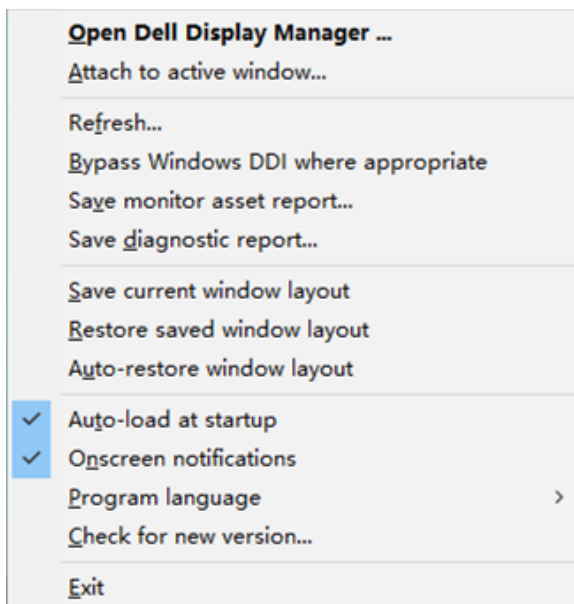 Open Dell Display Manager ...
Attach to active window...
Refresh...
Bypass Windows DDI where appropriate
Save monitor asset report...
Save diagnostic report...
Save current window layout
Restore saved window layout
Auto-restore window layout
Auto-load at startup
Onscreen notifications
Program language
Check for new version...
Exit